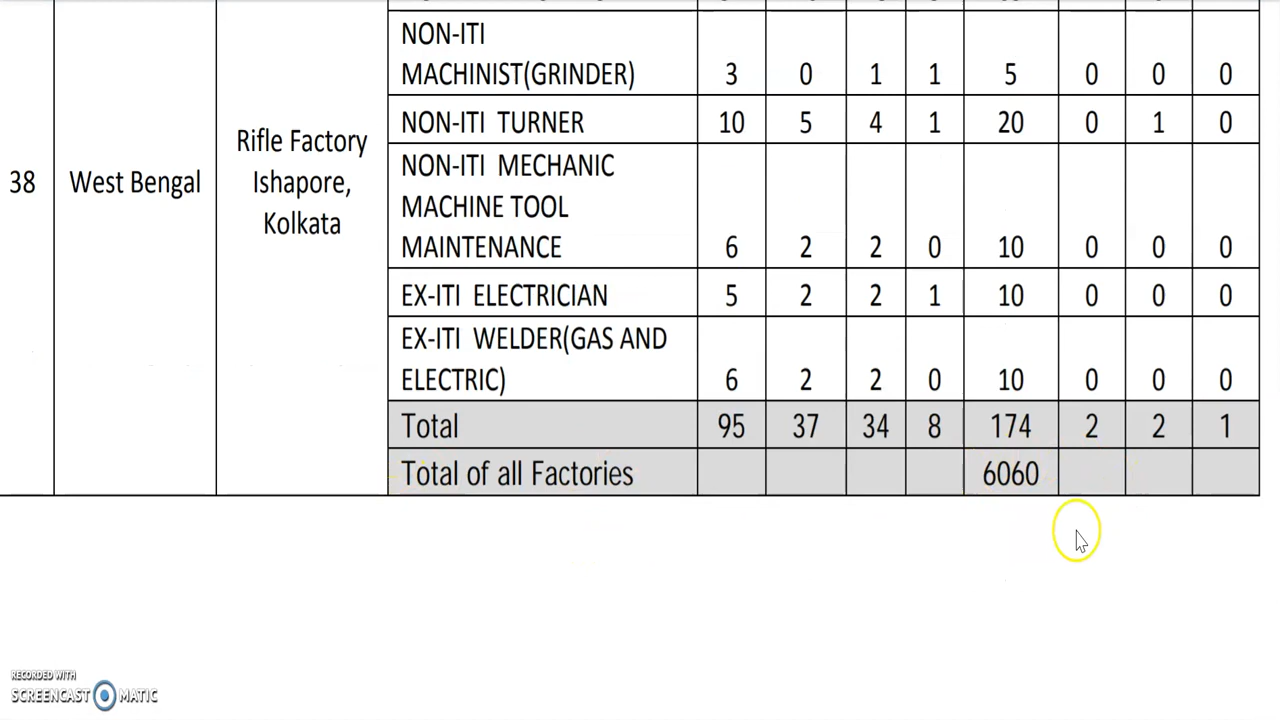 NON-ITI
MACHINIST(GRINDER) 3 0 1 1 5 0 0 0
NON-ITI TURNER 10 5 4 1 20 0 1 0
38 West Bengal Rifle Factory
Ishapore,
Kolkata
NON-ITI MECHANIC
MACHINE TOOL
MAINTENANCE 6 2 2 0 10 0 0 0
EX-ITI ELECTRICIAN 5 2 2 1 10 0 0 0
EX-ITI WELDER(GAS AND
ELECTRIC) 6 2 2 0 10 0 0 0
Total 95 37 34 8 174 2 2 1
Total of all Factories 6060
RECORDED WITH
SCREENCAST MATIC